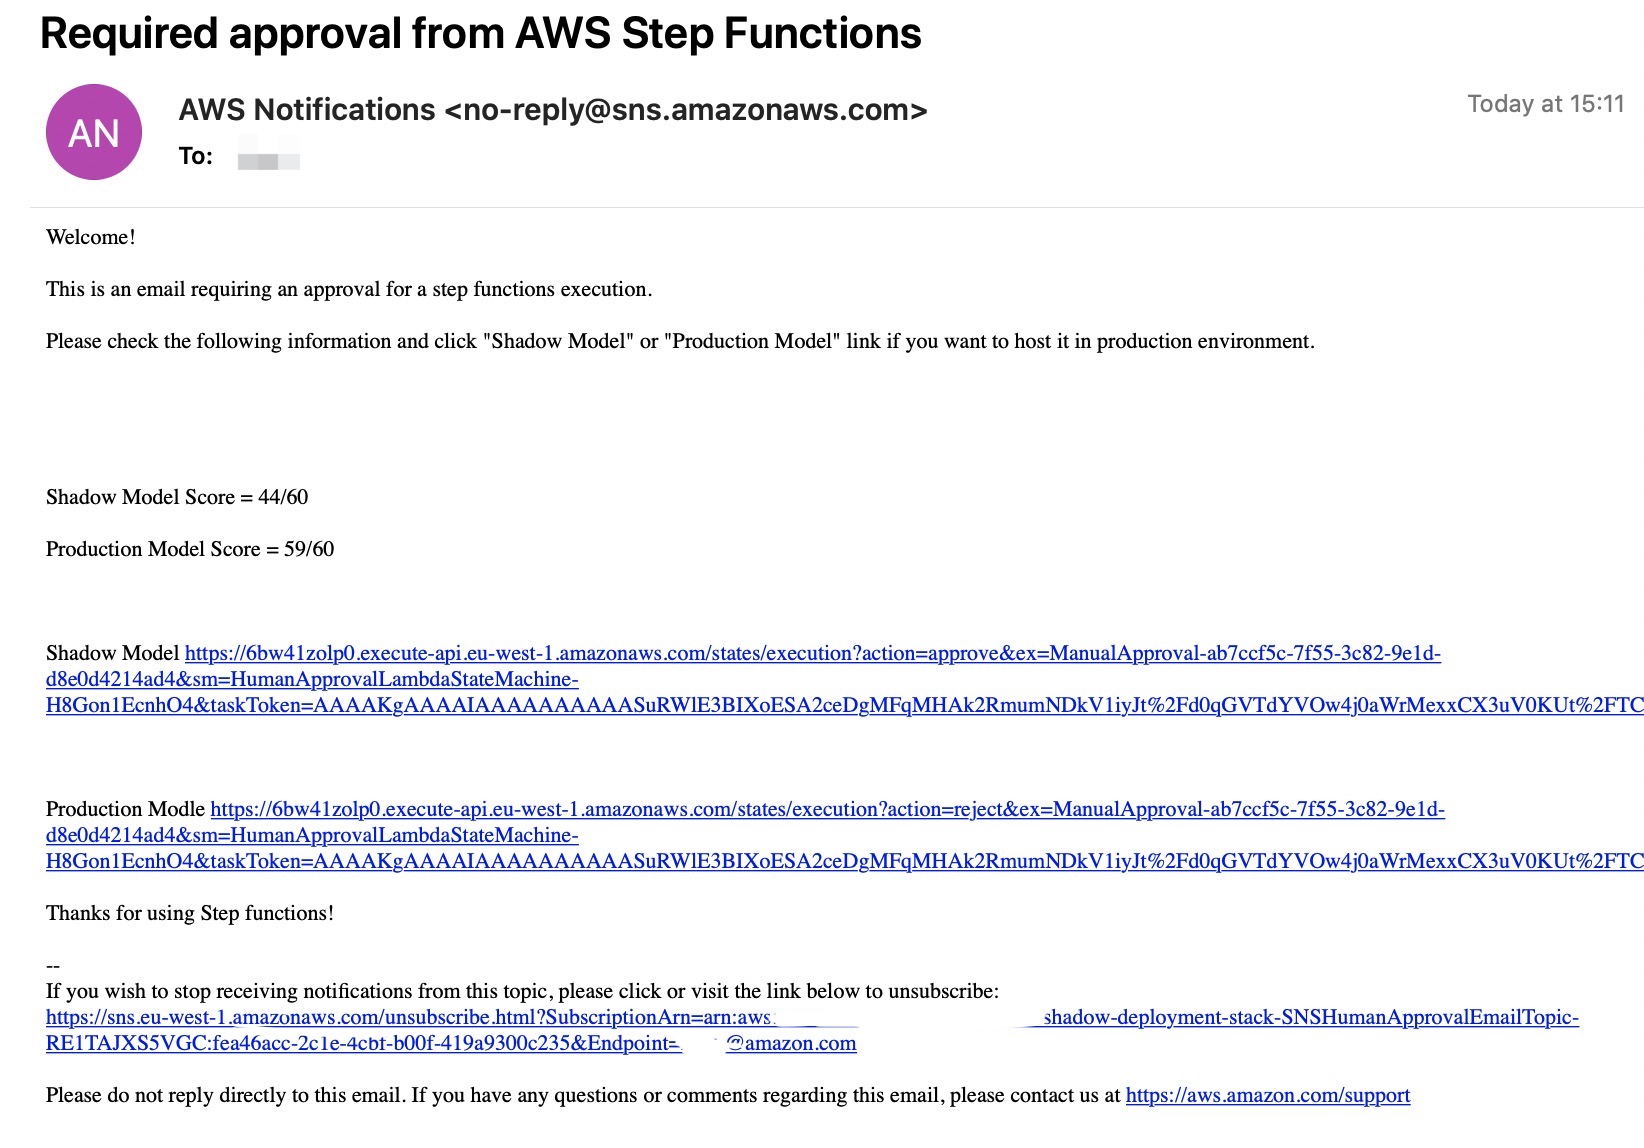 Required approval from AWS Step Functions
AN
AWS Notifications <no-reply@sns.amazonaws.com>
Today at 15:11
To:
Welcome!
This is an email requiring an approval for a step functions execution.
Please check the following information and click "Shadow Model" or "Production Model" link if you want to host it in production environment.
Shadow Model Score = 44/60
Production Model Score = 59/60
Shadow Model https://6bw41zolp0.execute-api.eu-west-1.amazonaws.com/states/execution?action=approve&ex=ManualApproval-ab7ccf5c-7f55-3c82-9e1d-
d8e0d4214ad4&sm=HumanApprovalLambdaStateMachine-
H8Gon1EcnhO4&taskToken=AAAAKgAAAAIAAAAAAAAAASuRWlE3BIXoESA2ceDgMFqMHAk2RmumNDkV1iyJt%2Fd0qGVTdYVOw4j0aWrMexxCX3uV0KUt%2FTC
Production Modle https://6bw41zolp0.execute-api.eu-west-1.amazonaws.com/states/execution?action=reject&ex=ManualApproval-ab7ccf5c-7f55-3c82-9e1d-
d8e0d4214ad4&sm=HumanApprovalLambdaStateMachine-
H8Gon1EcnhO4&taskToken=AAAAKgAAAAIAAAAAAAAAASuRWlE3BIXoESA2ceDgMFqMHAk2RmumNDkV1iyJt%2Fd0qGVTdYVOw4j0aWrMexxCX3uV0KUt%2FTC
Thanks for using Step functions!
--
If you wish to stop receiving notifications from this topic, please click or visit the link below to unsubscribe:
https://sns.eu-west-1.amazonaws.com/unsubscribe.html?SubscriptionArn=arn:aws: shadow-deployment-stack-SNSHumanApprovalEmailTopic-
RE1TAJXS5VGC:fea46acc-2c1e-4cbf-b00f-419a9300c235&Endpoint= @amazon.com
Please do not reply directly to this email. If you have any questions or comments regarding this email, please contact us at https://aws.amazon.com/support